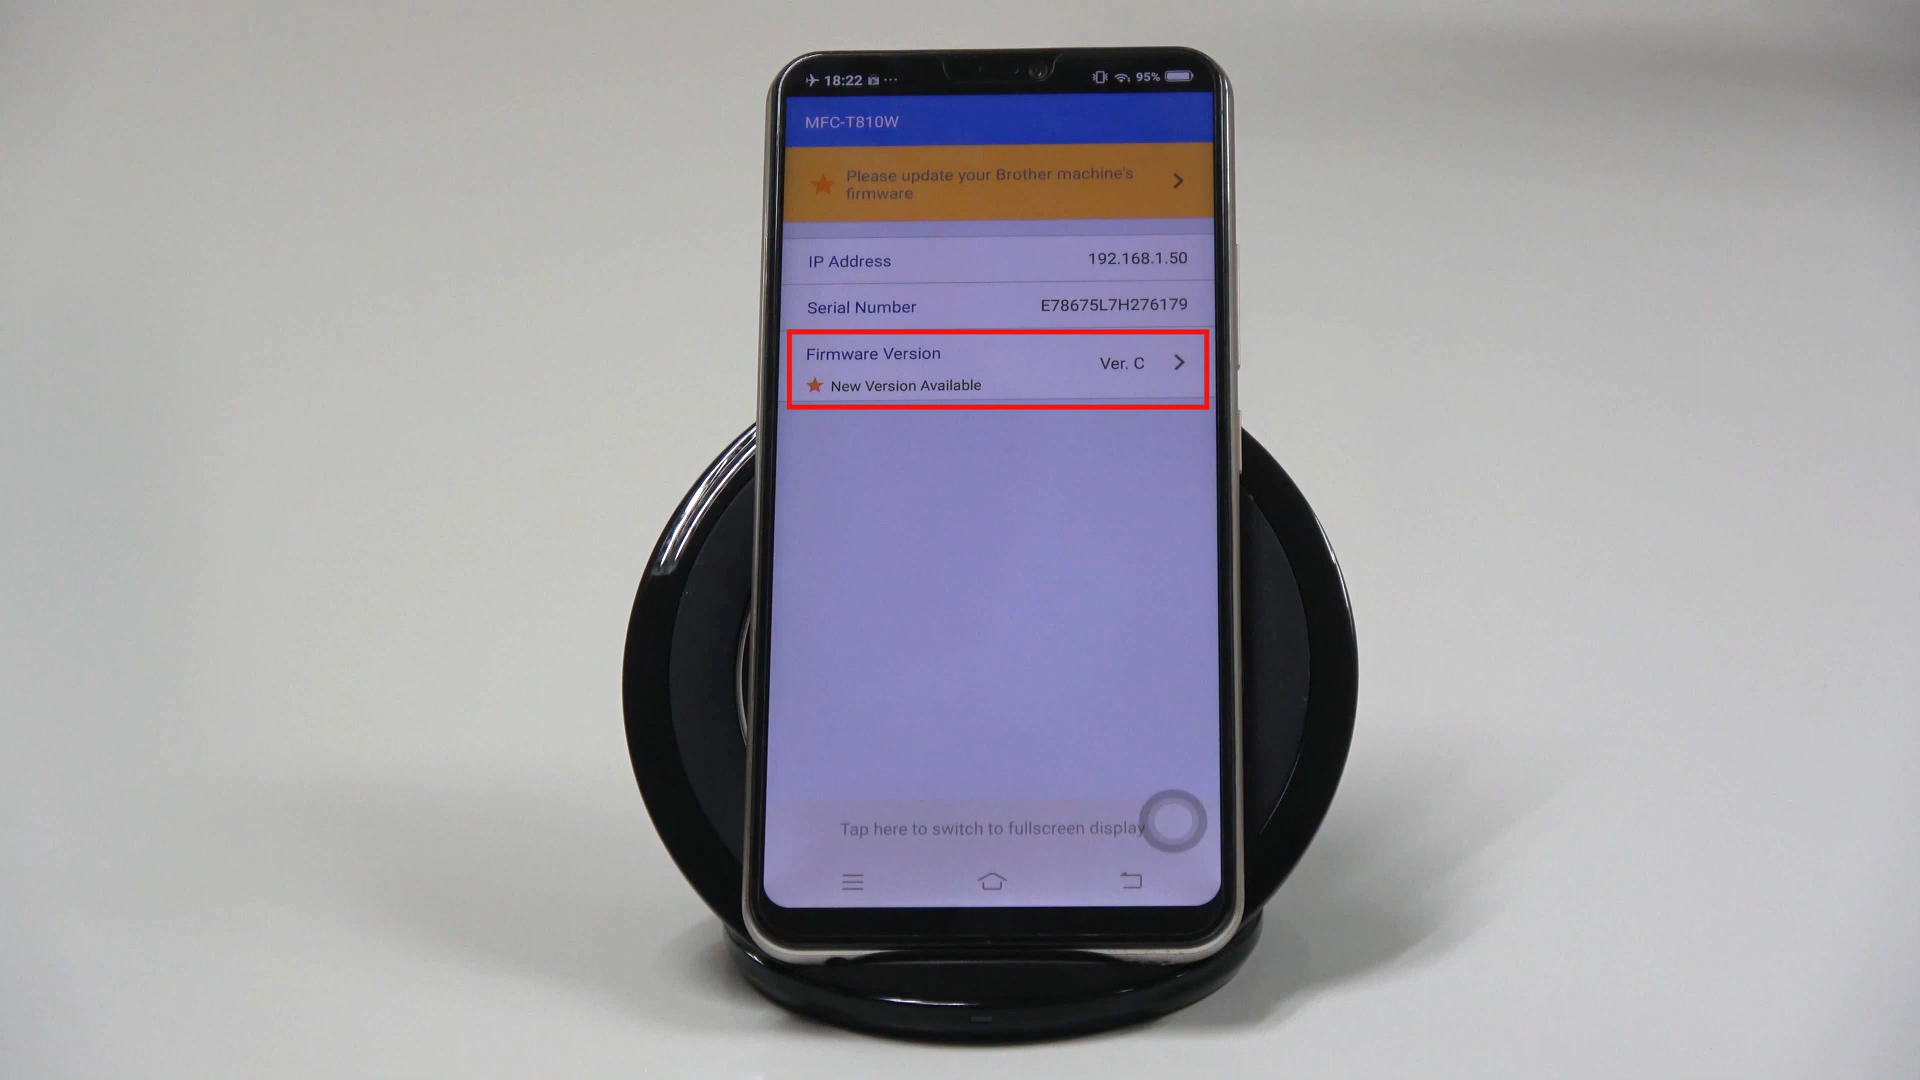 18:22 ... 95%
MFC-T810W
Please update your Brother machine's
firmware
IP Address 192.168.1.50
Serial Number E78675L7H276179
Firmware Version
Ver. C
New Version Available
Tap here to switch to fullscreen display